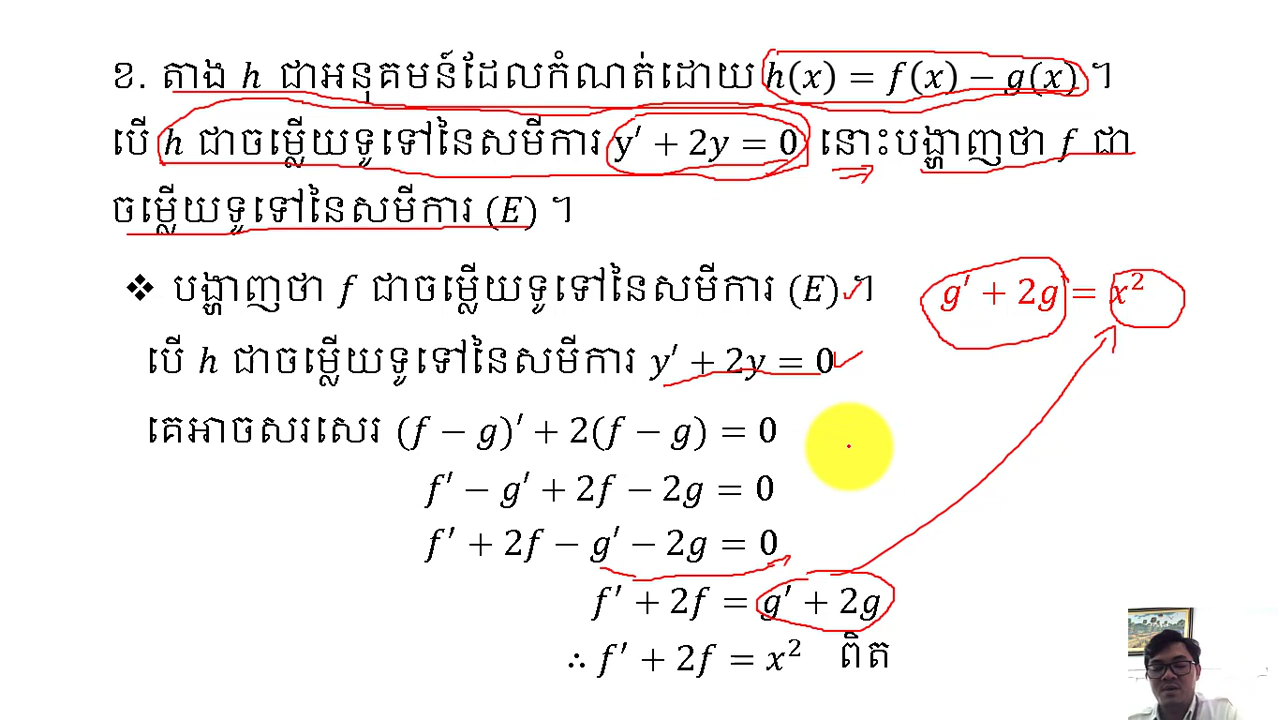 ខ. តាង h ជាអនុគមន៍ដែលកំណត់ដោយ h(x) = f(x) − g(x) ។
បើ h ជាចម្លើយទូទៅនៃសមីការ y′ + 2y = 0 នោះបង្ហាញថា f ជា
ចម្លើយទូទៅនៃសមីការ (E) ។
❖ បង្ហាញថា f ជាចម្លើយទូទៅនៃសមីការ (E) ។
g′ + 2g = x²
បើ h ជាចម្លើយទូទៅនៃសមីការ y′ + 2y = 0
គេអាចសរសេរ (f − g)′ + 2(f − g) = 0
f′ − g′ + 2f − 2g = 0
f′ + 2f − g′ − 2g = 0
f′ + 2f = g′ + 2g
∴ f′ + 2f = x² ពិត